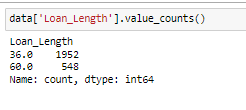 data['Loan_Length'].value_counts()
Loan_Length
36.0    1952
60.0     548
Name: count, dtype: int64